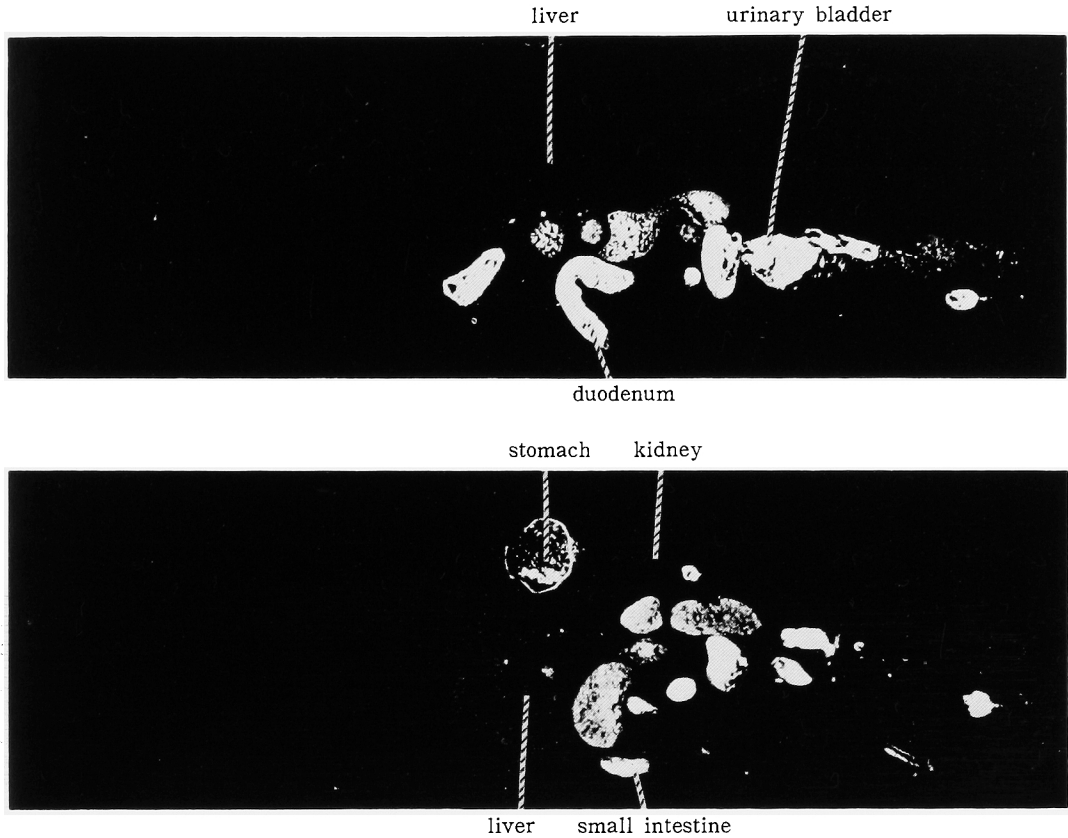 liver urinary bladder
duodenum
stomach kidney
liver small intestine